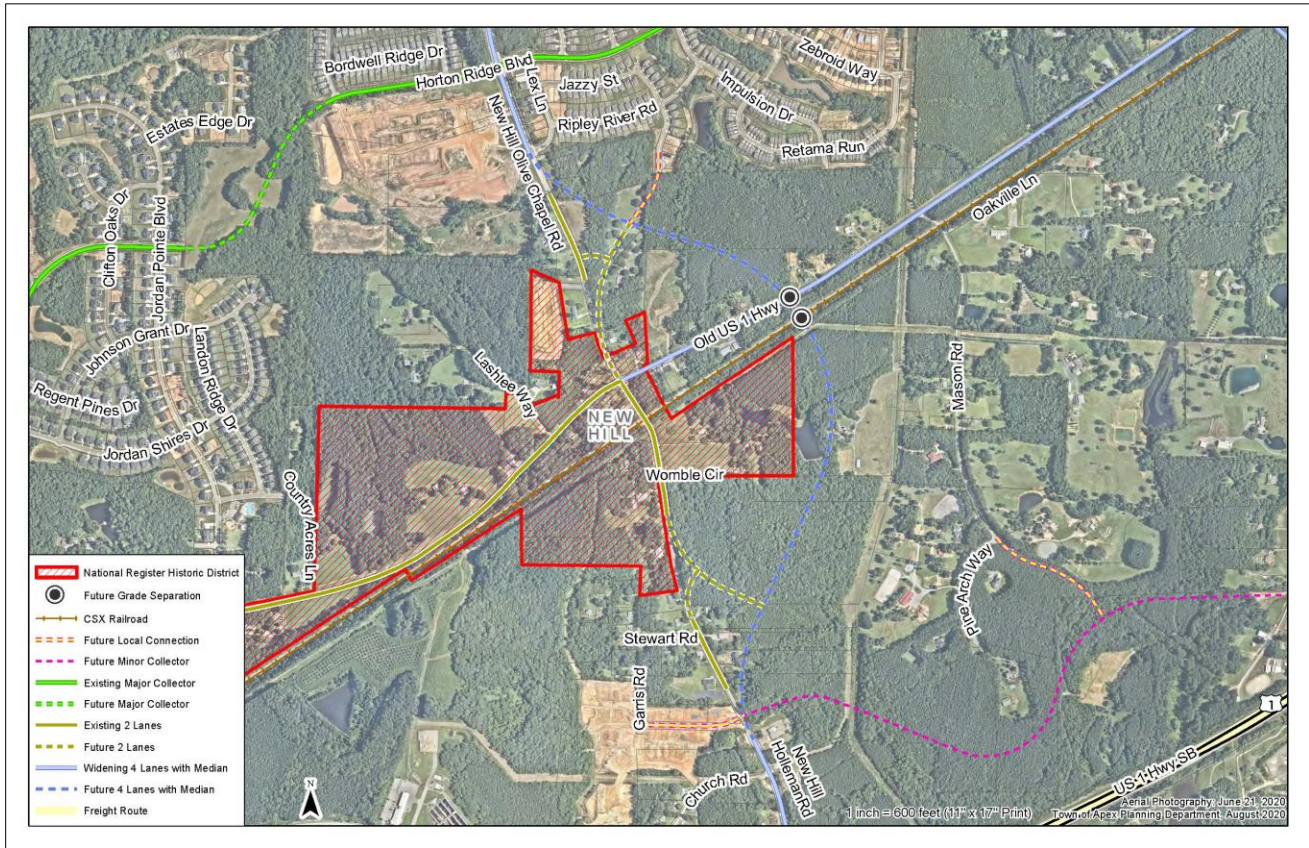 Bordwell Ridge Dr
Horton Ridge Blvd
Lex Ln
Jazzy St
Zebroid Way
Impulsion Dr
Ripley River Rd
Retama Run
Estates Edge Dr
New Hill Olive Chapel Rd
Oakville Ln
Clifton Oaks Dr
Jordan Pointe Blvd
Old US-1 Hwy
Johnson Grant Dr
Landon Ridge Dr
Lashlee Way
Mason Rd
Regent Pines Dr
NEW
HILL
Jordan Shires Dr
Womble Cir
Country Acres Ln
Pine Arch Way
Stewart Rd
Garris Rd
New Hill
Holleman Rd
Church Rd
1
US-1 Hwy SB
National Register Historic District
Future Grade Separation
CSX Railroad
Future Local Connection
Future Minor Collector
Existing Major Collector
Future Major Collector
Existing 2 Lanes
Future 2 Lanes
Widening 4 Lanes with Median
Future 4 Lanes with Median
Freight Route
N
1 inch = 600 feet (11" x 17" Print)
Aerial Photography: June 21, 2020
Town of Apex Planning Department, August 2020